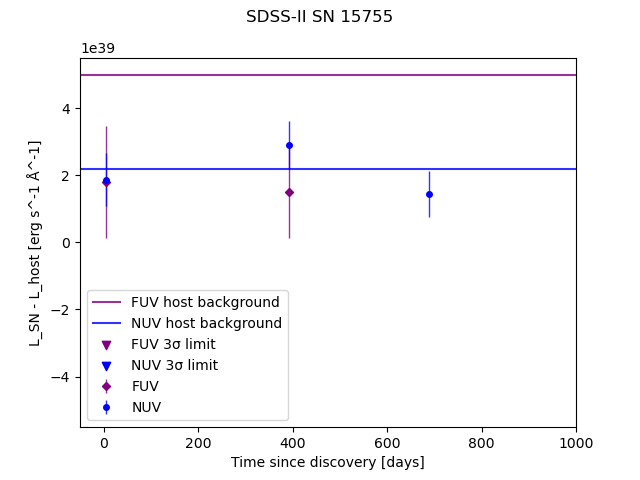 SDSS-II SN 15755
1e39
L_SN - L_host [erg s^-1 Å^-1]
4
2
0
−2
−4
FUV host background
NUV host background
FUV 3σ limit
NUV 3σ limit
FUV
NUV
0 200 400 600 800 1000
Time since discovery [days]